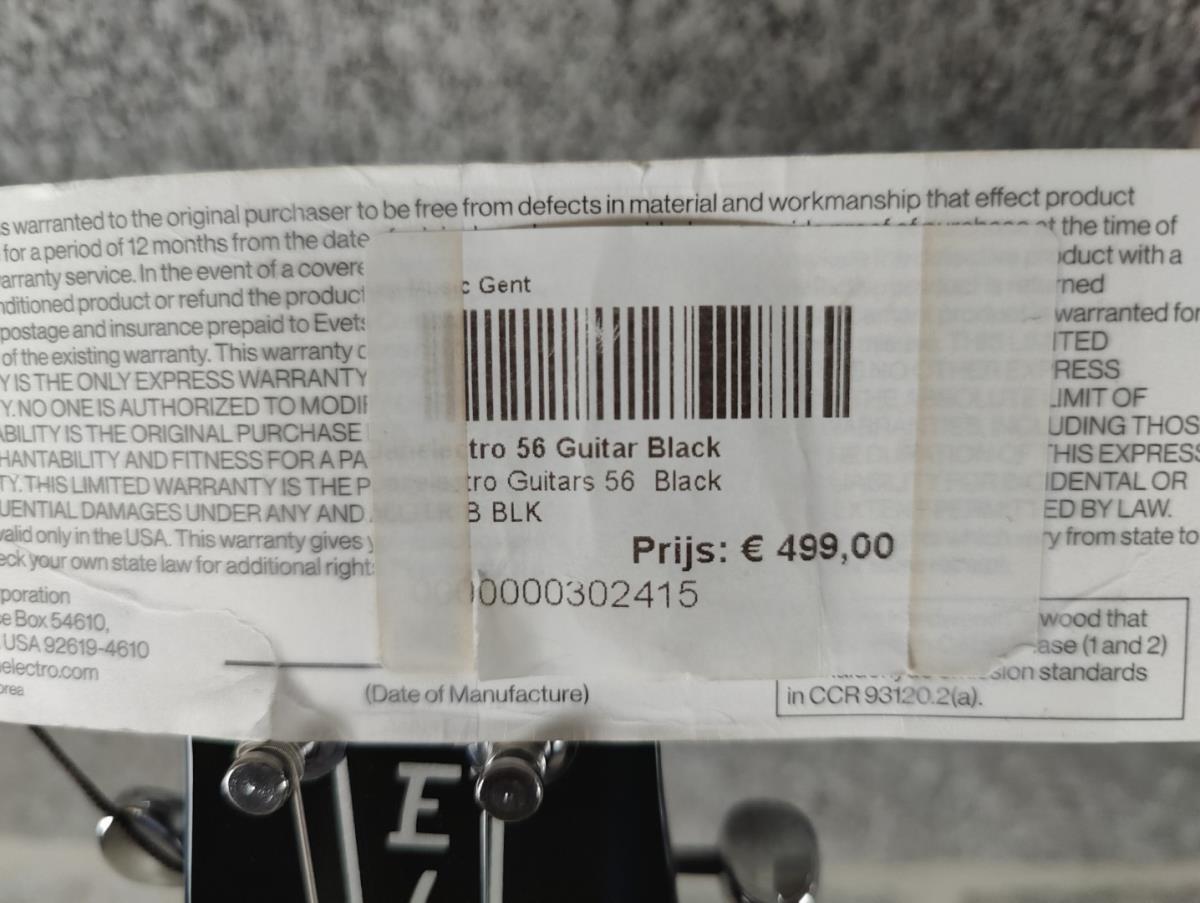 s warranted to the original purchaser to be free from defects in material and workmanship that effect product
for a period of 12 months from the date at the time of
arranty service. In the event of a covere duct with a
nditioned product or refund the product rned
postage and insurance prepaid to Evets warranted for
of the existing warranty. This warranty c ITED
Y IS THE ONLY EXPRESS WARRANTY RESS
Y. NO ONE IS AUTHORIZED TO MODIF LIMIT OF
ABILITY IS THE ORIGINAL PURCHASE UDING THOS
HANTABILITY AND FITNESS FOR A PA THIS EXPRESS
TY. THIS LIMITED WARRANTY IS THE P IDENTAL OR
UENTIAL DAMAGES UNDER ANY AND ED BY LAW.
valid only in the USA. This warranty gives y ry from state to
eck your own state law for additional right
c Gent
tro 56 Guitar Black
tro Guitars 56 Black
B BLK
Prijs: € 499,00
0000000302415
poration
e Box 54610,
USA 92619-4610
electro.com
orea
(Date of Manufacture)
wood that
ase (1 and 2)
sion standards
in CCR 93120.2(a).
E